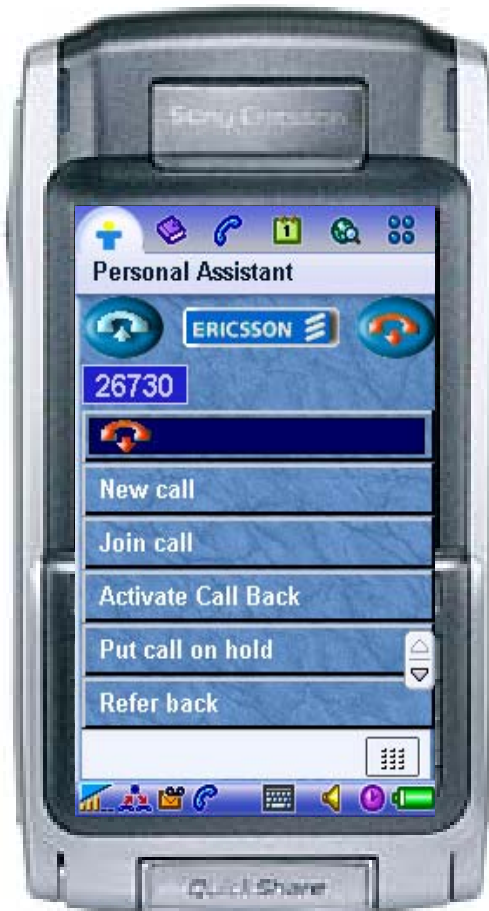 Sony Ericsson
1
Personal Assistant
ERICSSON
26730
New call
Join call
Activate Call Back
Put call on hold
Refer back
QuickShare